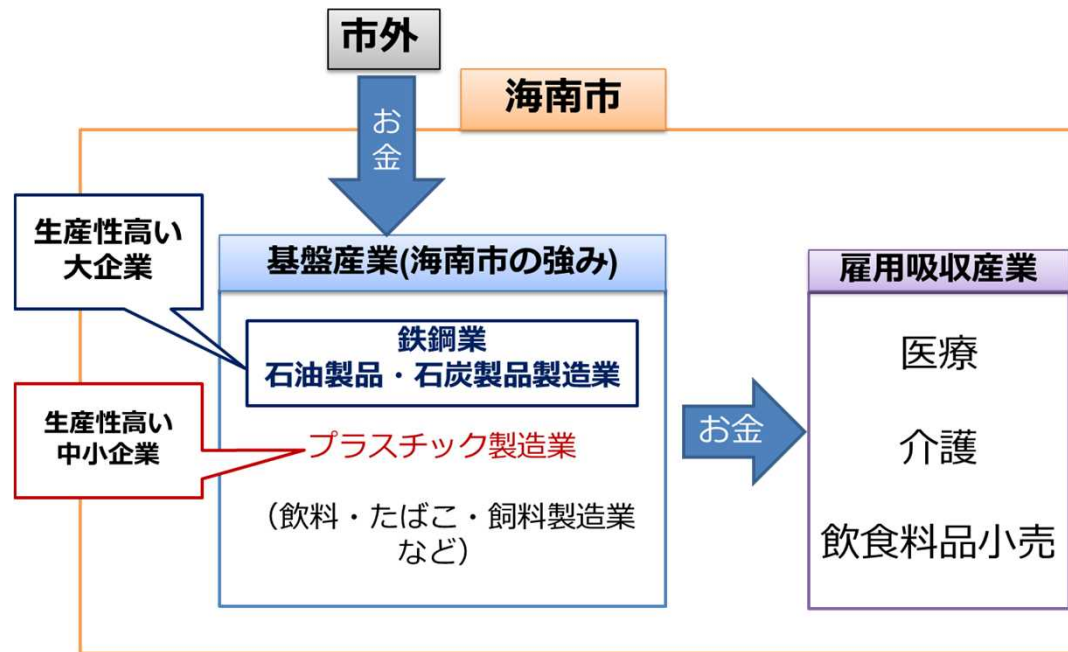 市外
お金
海南市
生産性高い
大企業
基盤産業(海南市の強み)
鉄鋼業
石油製品・石炭製品製造業
生産性高い
中小企業
プラスチック製造業
（飲料・たばこ・飼料製造業
など）
お金
雇用吸収産業
医療
介護
飲食料品小売